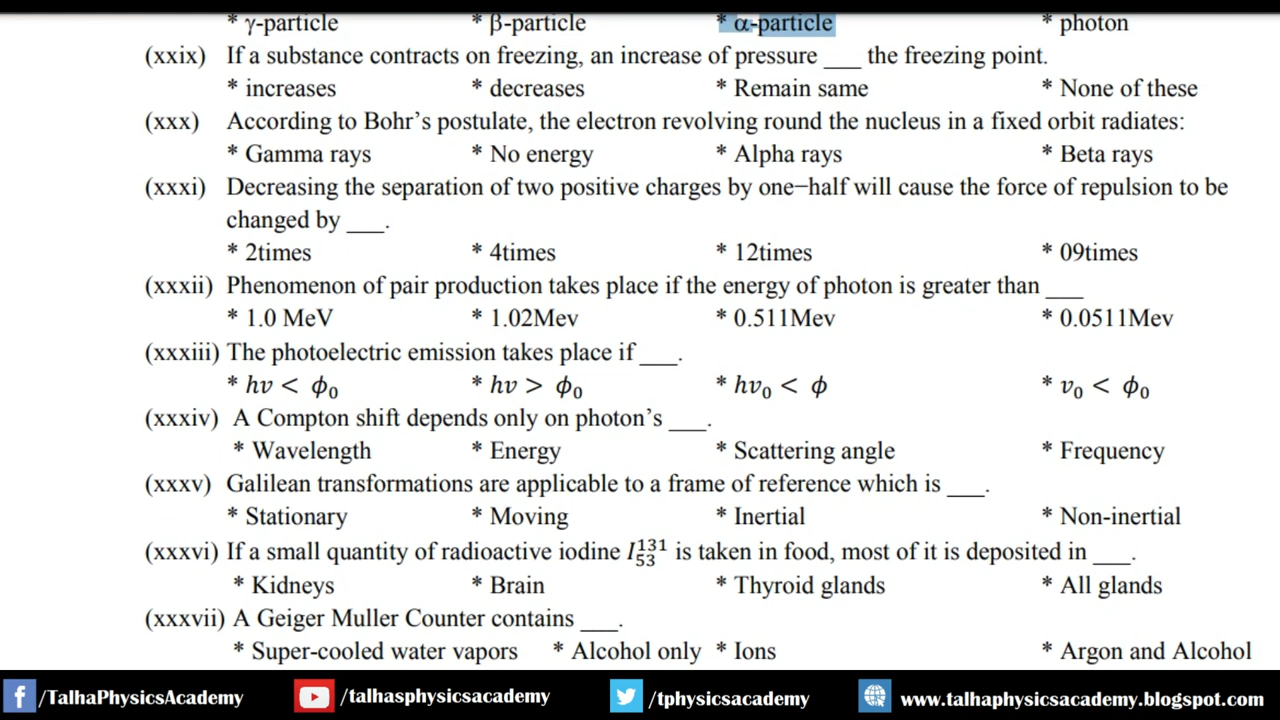 * γ-particle * β-particle * α-particle * photon
(xxix) If a substance contracts on freezing, an increase of pressure ___ the freezing point.
* increases * decreases * Remain same * None of these
(xxx) According to Bohr’s postulate, the electron revolving round the nucleus in a fixed orbit radiates:
* Gamma rays * No energy * Alpha rays * Beta rays
(xxxi) Decreasing the separation of two positive charges by one−half will cause the force of repulsion to be
changed by ___.
* 2times * 4times * 12times * 09times
(xxxii) Phenomenon of pair production takes place if the energy of photon is greater than ___
* 1.0 MeV * 1.02Mev * 0.511Mev * 0.0511Mev
(xxxiii) The photoelectric emission takes place if ___.
* hν < ϕ₀ * hν > ϕ₀ * hν₀ < ϕ * ν₀ < ϕ₀
(xxxiv) A Compton shift depends only on photon’s ___.
* Wavelength * Energy * Scattering angle * Frequency
(xxxv) Galilean transformations are applicable to a frame of reference which is ___.
* Stationary * Moving * Inertial * Non-inertial
(xxxvi) If a small quantity of radioactive iodine I₅₃¹³¹ is taken in food, most of it is deposited in ___.
* Kidneys * Brain * Thyroid glands * All glands
(xxxvii) A Geiger Muller Counter contains ___.
* Super-cooled water vapors * Alcohol only * Ions * Argon and Alcohol
/TalhaPhysicsAcademy /talhasphysicsacademy /tphysicsacademy www.talhaphysicsacademy.blogspot.com